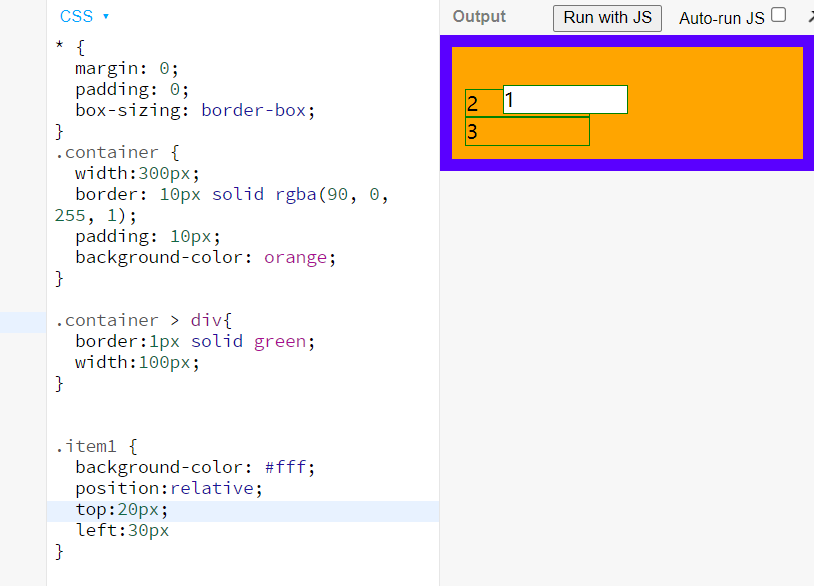 CSS ▾
* {
margin: 0;
padding: 0;
box-sizing: border-box;
}
.container {
width:300px;
border: 10px solid rgba(90, 0,
255, 1);
padding: 10px;
background-color: orange;
}
.container > div{
border:1px solid green;
width:100px;
}
.item1 {
background-color: #fff;
position:relative;
top:20px;
left:30px
}
Output
Run with JS
Auto-run JS
2
1
3